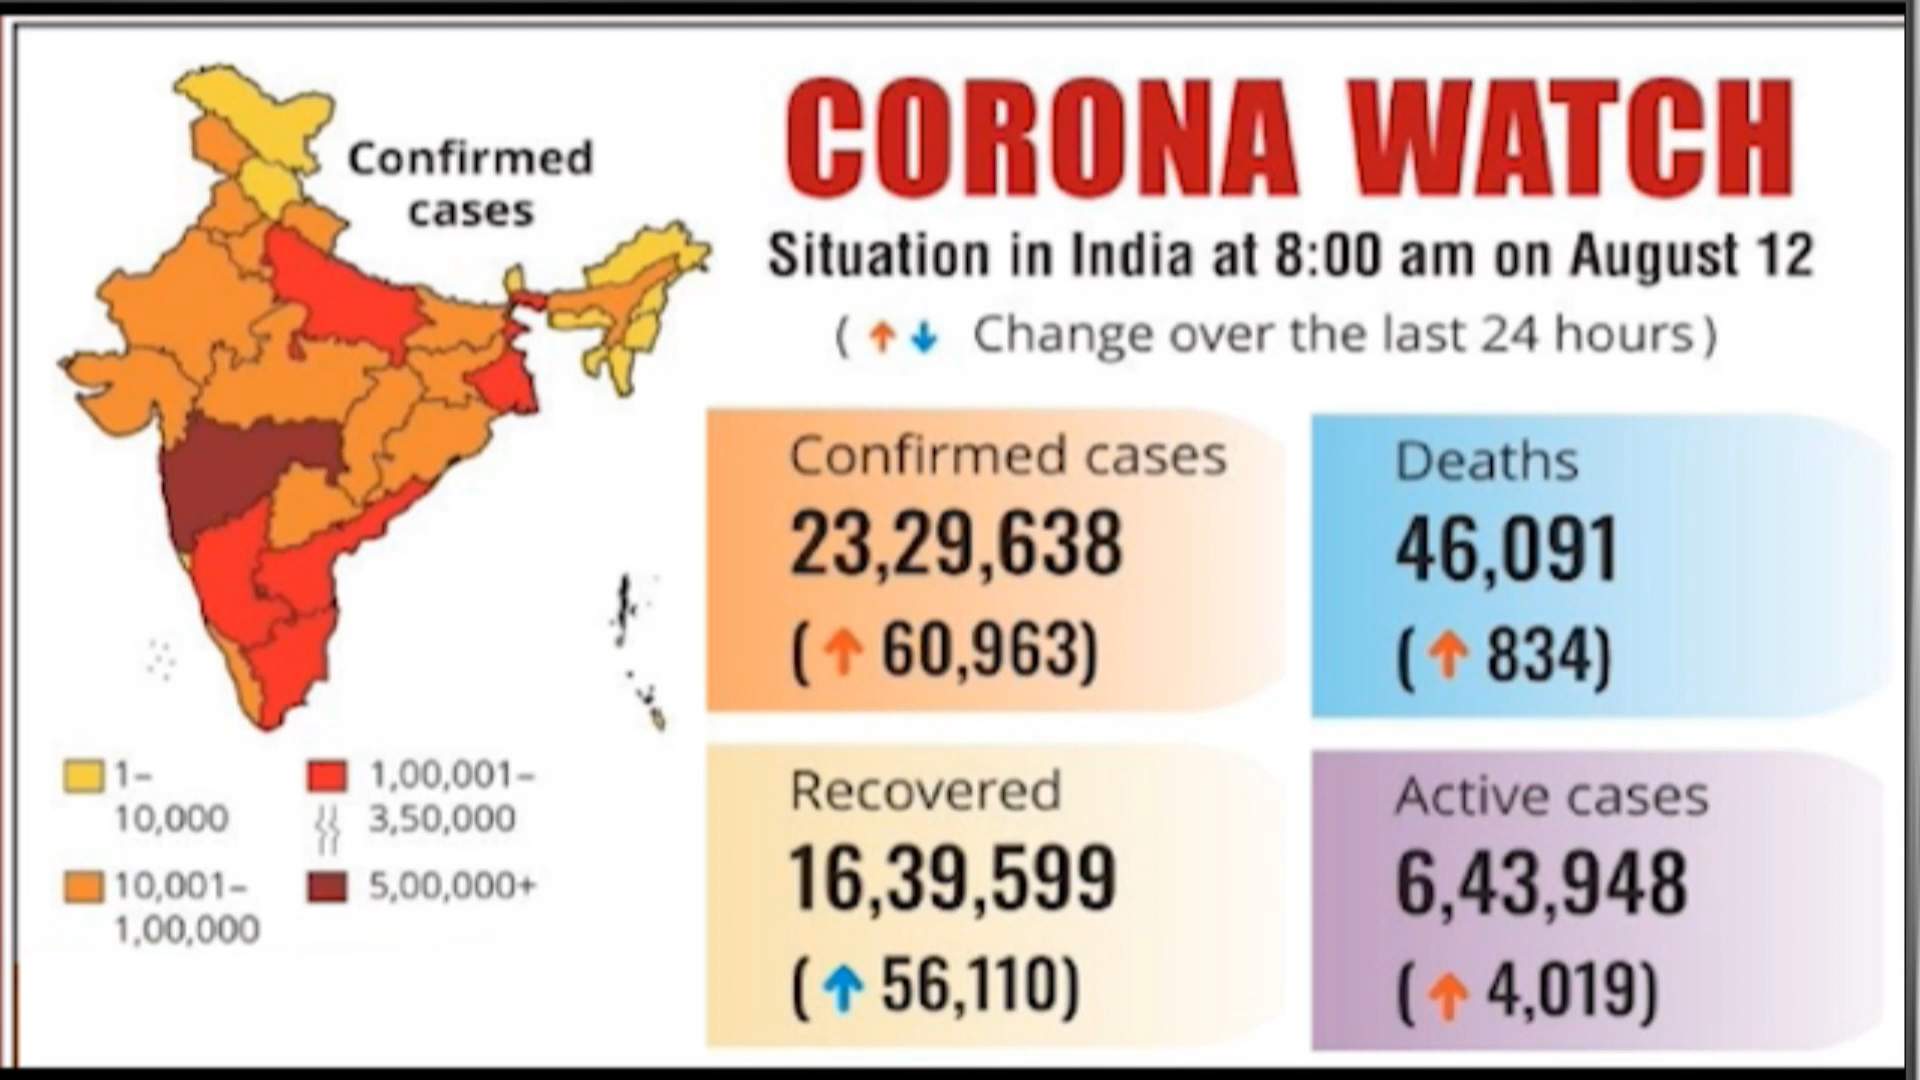 Confirmed
cases
CORONA WATCH
Situation in India at 8:00 am on August 12
( ↑ ↓ Change over the last 24 hours )
Confirmed cases
23,29,638
(↑ 60,963)
Deaths
46,091
(↑ 834)
Recovered
16,39,599
(↑ 56,110)
Active cases
6,43,948
(↑ 4,019)
1–
10,000
10,001–
1,00,000
1,00,001–
3,50,000
5,00,000+